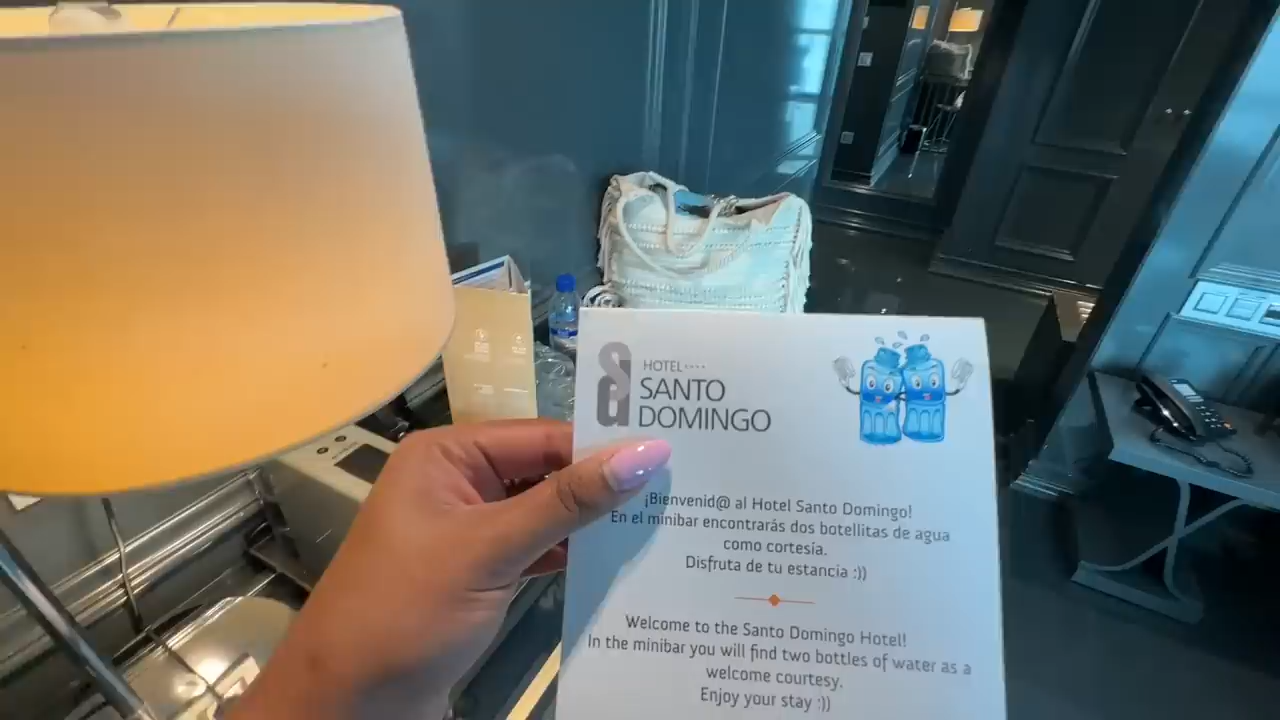 HOTEL ****
SANTO
DOMINGO
¡Bienvenid@ al Hotel Santo Domingo!
En el minibar encontrarás dos botellitas de agua
como cortesía.
Disfruta de tu estancia :))
Welcome to the Santo Domingo Hotel!
In the minibar you will find two bottles of water as a
welcome courtesy.
Enjoy your stay :))